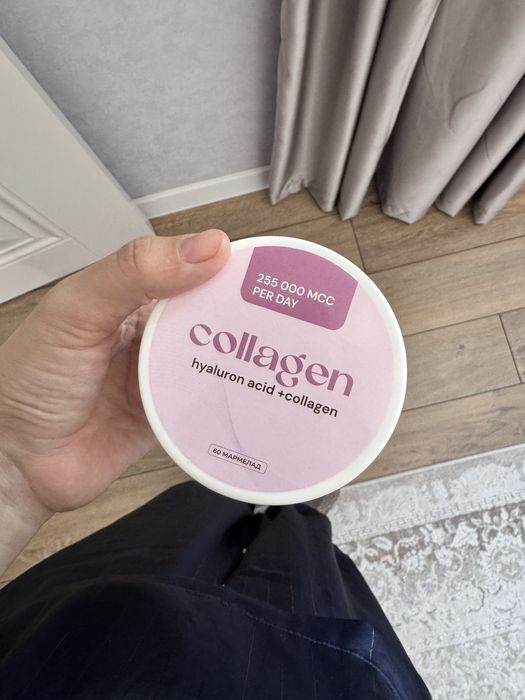 255 000 MCC
PER DAY
collagen
hyaluron acid +collagen
60 МАРМЕЛАД